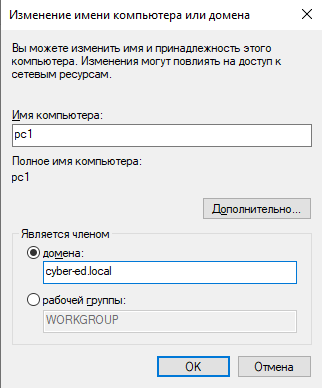 Изменение имени компьютера или домена
Вы можете изменить имя и принадлежность этого
компьютера. Изменения могут повлиять на доступ к
сетевым ресурсам.
Имя компьютера:
pc1
Полное имя компьютера:
pc1
Дополнительно...
Является членом
домена:
cyber-ed.local
рабочей группы:
WORKGROUP
OK
Отмена